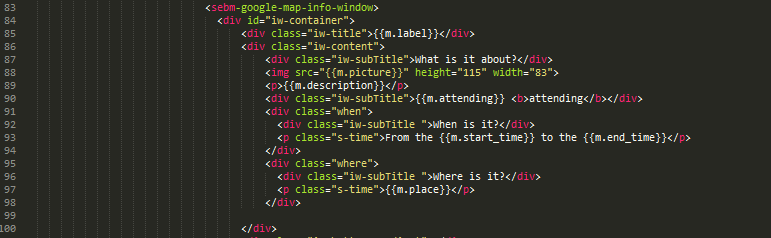 83 <sebm-google-map-info-window>
84 <div id="iw-container">
85 <div class="iw-title">{{m.label}}</div>
86 <div class="iw-content">
87 <div class="iw-subTitle">What is it about?</div>
88 <img src="{{m.picture}}" height="115" width="83">
89 <p>{{m.description}}</p>
90 <div class="iw-subTitle">{{m.attending}} <b>attending</b></div>
91 <div class="when">
92 <div class="iw-subTitle ">When is it?</div>
93 <p class="s-time">From the {{m.start_time}} to the {{m.end_time}}</p>
94 </div>
95 <div class="where">
96 <div class="iw-subTitle ">Where is it?</div>
97 <p class="s-time">{{m.place}}</p>
98 </div>
99
100 </div>